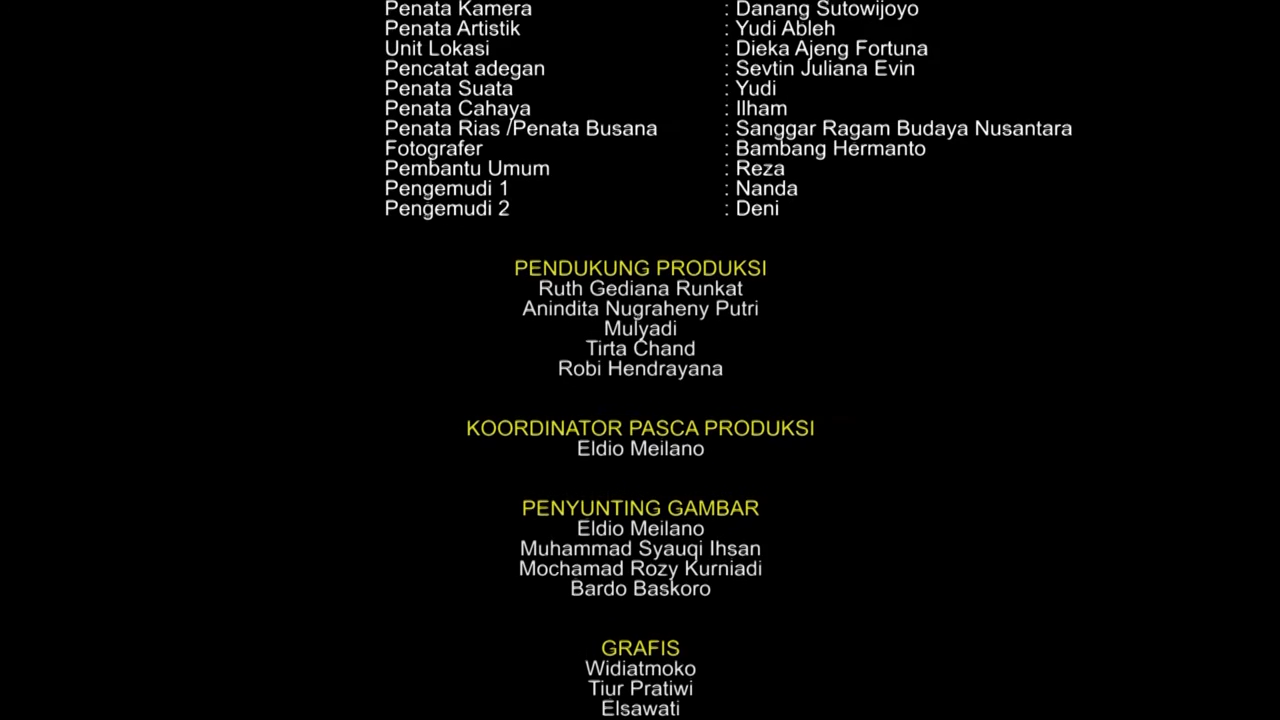 Penata Kamera : Danang Sutowijoyo
Penata Artistik : Yudi Ableh
Unit Lokasi : Dieka Ajeng Fortuna
Pencatat adegan : Sevtin Juliana Evin
Penata Suata : Yudi
Penata Cahaya : Ilham
Penata Rias /Penata Busana : Sanggar Ragam Budaya Nusantara
Fotografer : Bambang Hermanto
Pembantu Umum : Reza
Pengemudi 1 : Nanda
Pengemudi 2 : Deni
PENDUKUNG PRODUKSI
Ruth Gediana Runkat
Anindita Nugraheny Putri
Mulyadi
Tirta Chand
Robi Hendrayana
KOORDINATOR PASCA PRODUKSI
Eldio Meilano
PENYUNTING GAMBAR
Eldio Meilano
Muhammad Syauqi Ihsan
Mochamad Rozy Kurniadi
Bardo Baskoro
GRAFIS
Widiatmoko
Tiur Pratiwi
Elsawati